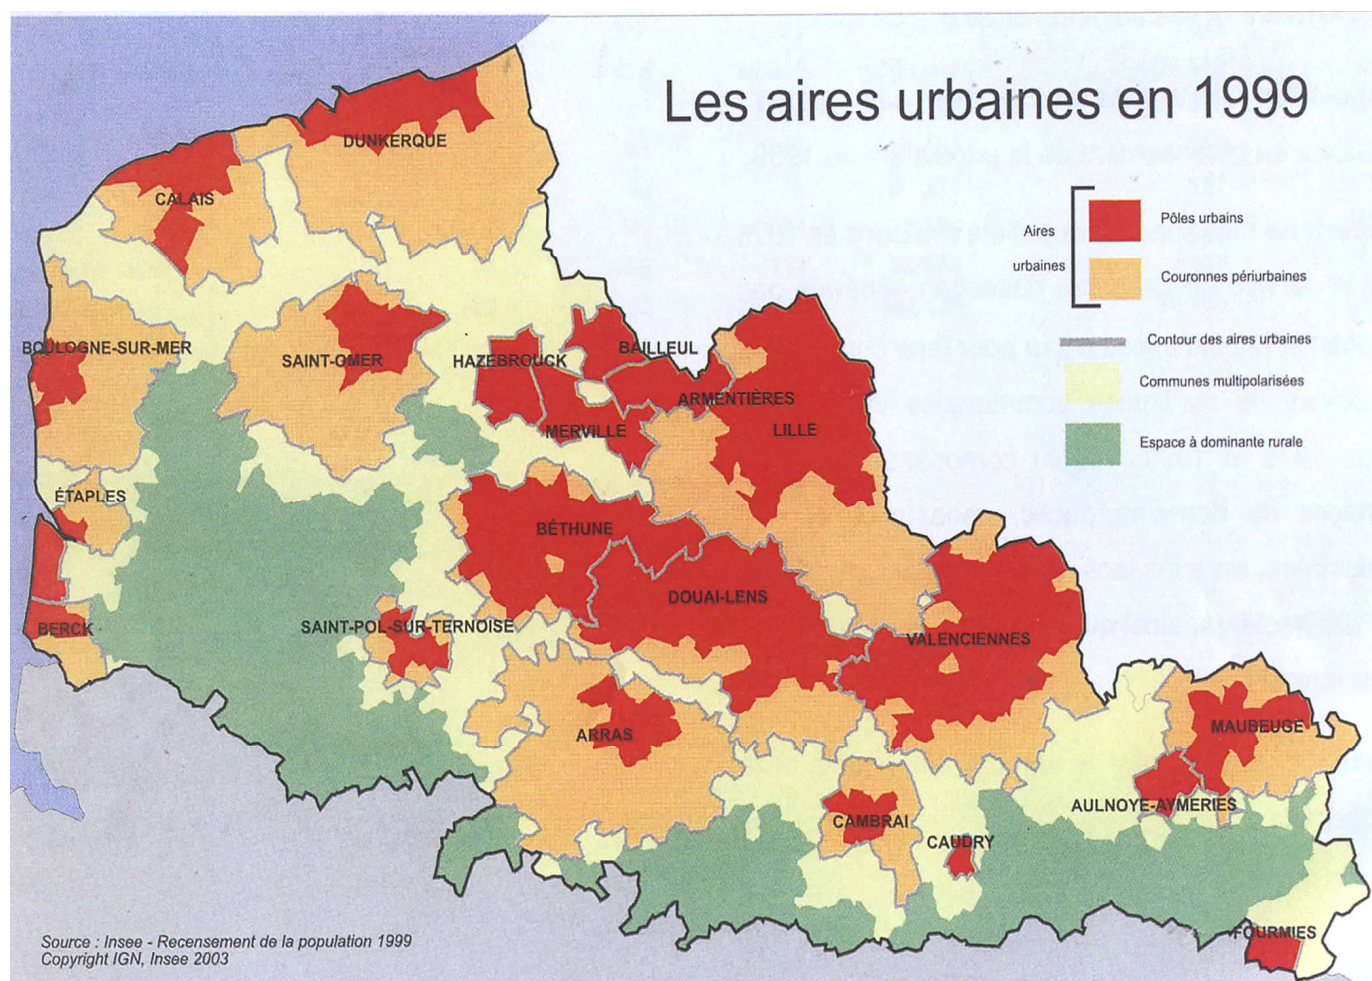 Les aires urbaines en 1999
Aires
urbaines
Pôles urbains
Couronnes périurbaines
Contour des aires urbaines
Communes multipolarisées
Espace à dominante rurale
DUNKERQUE
CALAIS
BOULOGNE-SUR-MER
SAINT-OMER
HAZEBROUCK
BAILLEUL
ARMENTIÈRES
MERVILLE
LILLE
ÉTAPLES
BÉTHUNE
DOUAI-LENS
BERCK
SAINT-POL-SUR-TERNOISE
VALENCIENNES
ARRAS
MAUBEUGE
AULNOYE-AYMERIES
CAMBRAI
CAUDRY
FOURMIES
Source : Insee - Recensement de la population 1999
Copyright IGN, Insee 2003